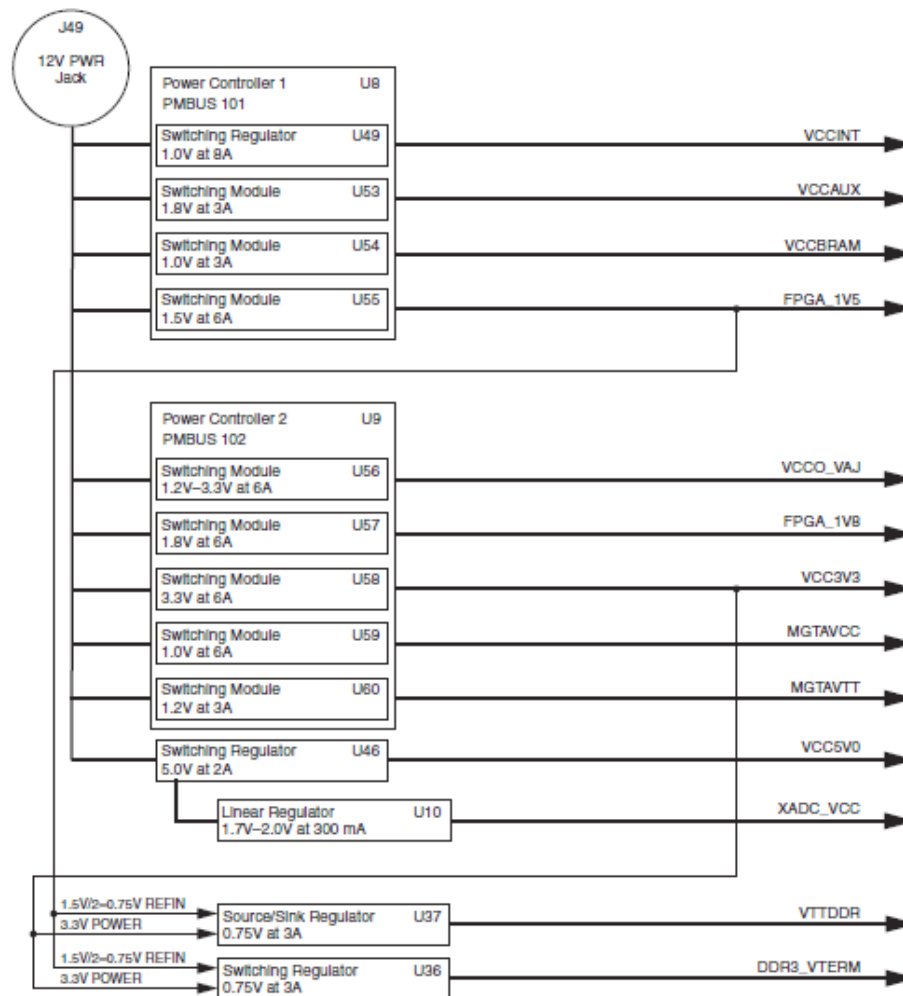 J49
12V PWR
Jack
Power Controller 1 U8
PMBUS 101
Switching Regulator U49
1.0V at 8A
VCCINT
Switching Module U53
1.8V at 3A
VCCAUX
Switching Module U54
1.0V at 3A
VCCBRAM
Switching Module U55
1.5V at 6A
FPGA_1V5
Power Controller 2 U9
PMBUS 102
Switching Module U56
1.2V–3.3V at 6A
VCCO_VAJ
Switching Module U57
1.8V at 6A
FPGA_1V8
Switching Module U58
3.3V at 6A
VCC3V3
Switching Module U59
1.0V at 6A
MGTAVCC
Switching Module U60
1.2V at 3A
MGTAVTT
Switching Regulator U46
5.0V at 2A
VCC5V0
Linear Regulator U10
1.7V–2.0V at 300 mA
XADC_VCC
1.5V/2=0.75V REFIN
3.3V POWER
Source/Sink Regulator U37
0.75V at 3A
VTTDDR
1.5V/2=0.75V REFIN
3.3V POWER
Switching Regulator U36
0.75V at 3A
DDR3_VTERM